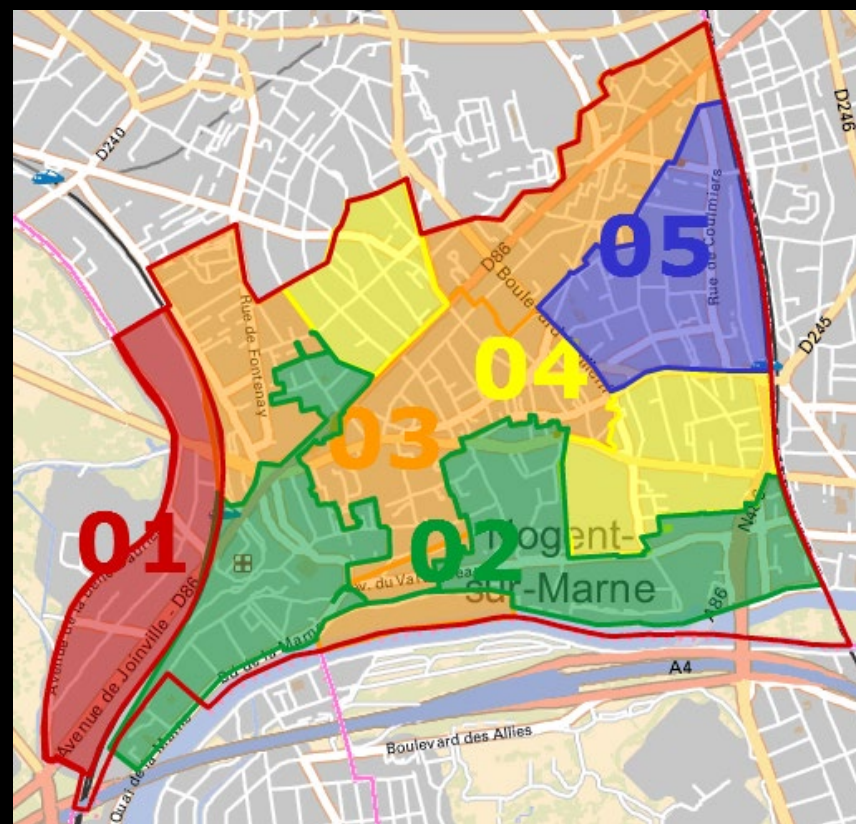 D240
D246
D86
05
Rue de Coulmiers
Boulevard
Rue de Fontenay
D245
04
03
01
02
Nogent-
sur-Marne
Avenue de Joinville - D86
A86
A4
Boulevard des Allies
Quai de la Marne